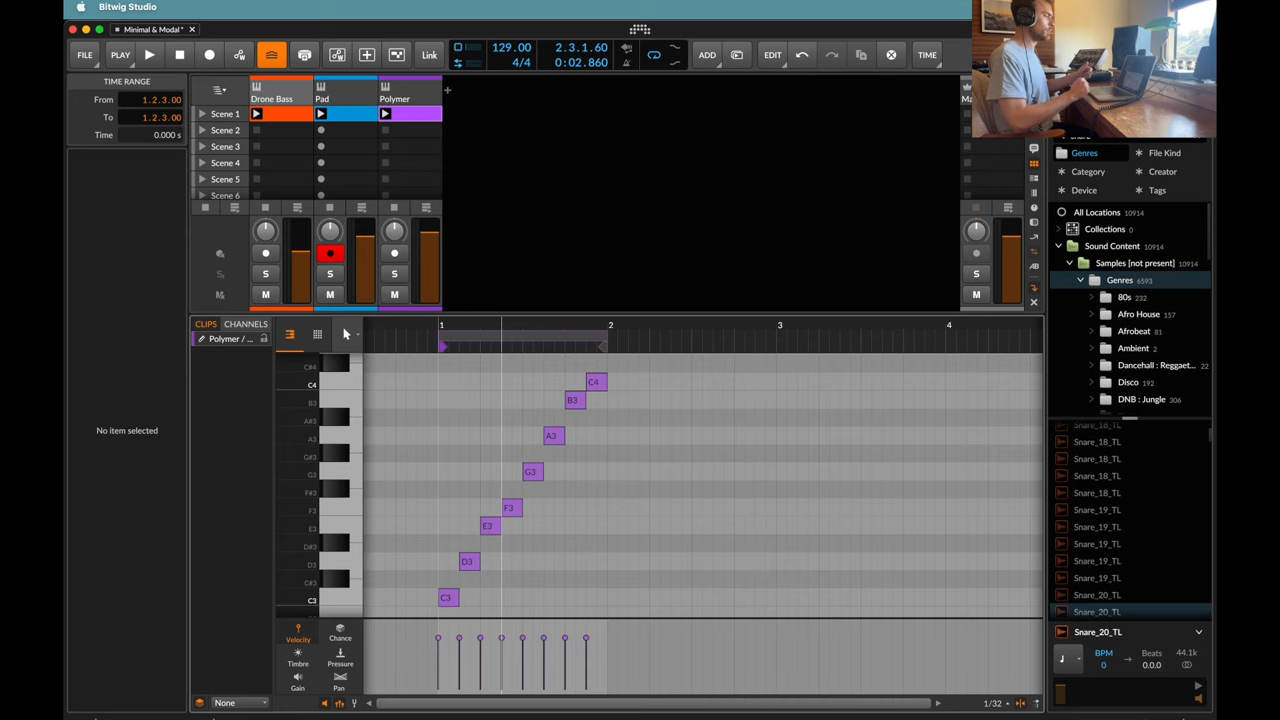 Bitwig Studio
Minimal & Modal*
FILE
PLAY
Link
129.00
4/4
2.3.1.60
0:02.860
ADD
EDIT
TIME
TIME RANGE
From 1.2.3.00
To 1.2.3.00
Time 0.000 s
No item selected
Drone Bass
Pad
Polymer
Scene 1
Scene 2
Scene 3
Scene 4
Scene 5
Scene 6
S S S S
M M M M
CLIPS CHANNELS
Polymer / ...
1 2 3 4
C#4
C4
B3
A#3
A3
G#3
G3
F#3
F3
E3
D#3
D3
C#3
C3
C4
B3
A3
G3
F3
E3
D3
C3
Velocity
Chance
Timbre
Pressure
Gain
Pan
None
1/32
Genres
File Kind
Category
Creator
Device
Tags
All Locations 10914
Collections 0
Sound Content 10914
Samples [not present] 10914
Genres 6593
80s 232
Afro House 157
Afrobeat 81
Ambient 2
Dancehall : Reggaet... 22
Disco 192
DNB : Jungle 306
Snare_18_TL
Snare_18_TL
Snare_18_TL
Snare_18_TL
Snare_18_TL
Snare_19_TL
Snare_19_TL
Snare_19_TL
Snare_19_TL
Snare_19_TL
Snare_20_TL
Snare_20_TL
Snare_20_TL
BPM
0
Beats
0.0.0
44.1k